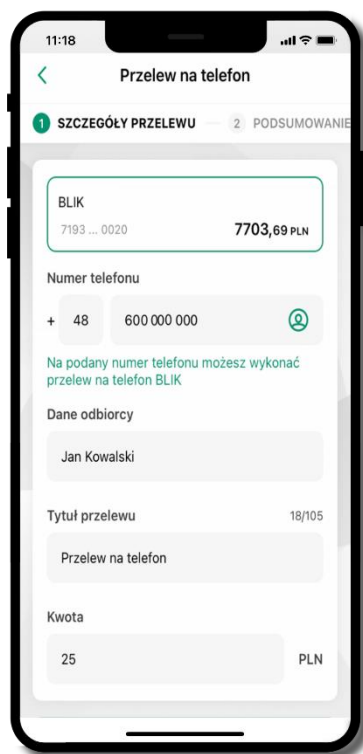 11:18
Przelew na telefon
1 SZCZEGÓŁY PRZELEWU 2 PODSUMOWANIE
BLIK
7193 ... 0020 7703,69 PLN
Numer telefonu
+ 48 600 000 000
Na podany numer telefonu możesz wykonać
przelew na telefon BLIK
Dane odbiorcy
Jan Kowalski
Tytuł przelewu 18/105
Przelew na telefon
Kwota
25 PLN